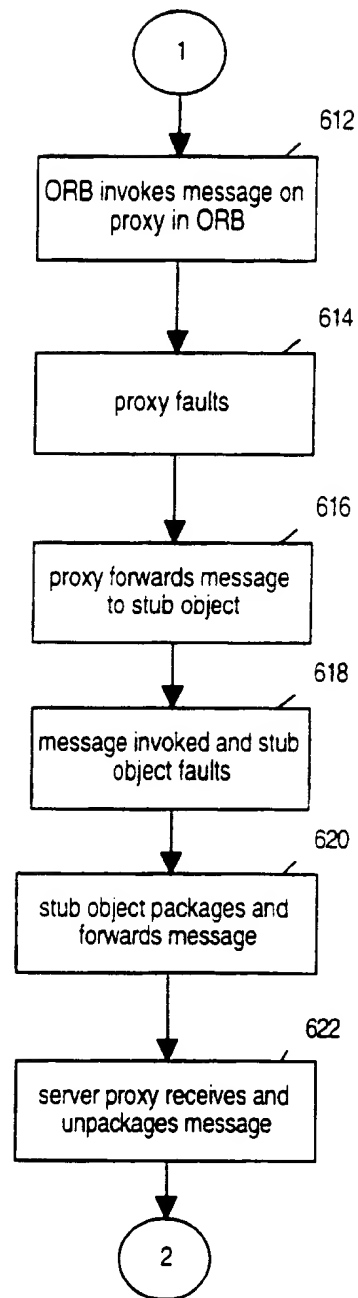 1
612
ORB invokes message on
proxy in ORB
614
proxy faults
616
proxy forwards message
to stub object
618
message invoked and stub
object faults
620
stub object packages and
forwards message
622
server proxy receives and
unpackages message
2